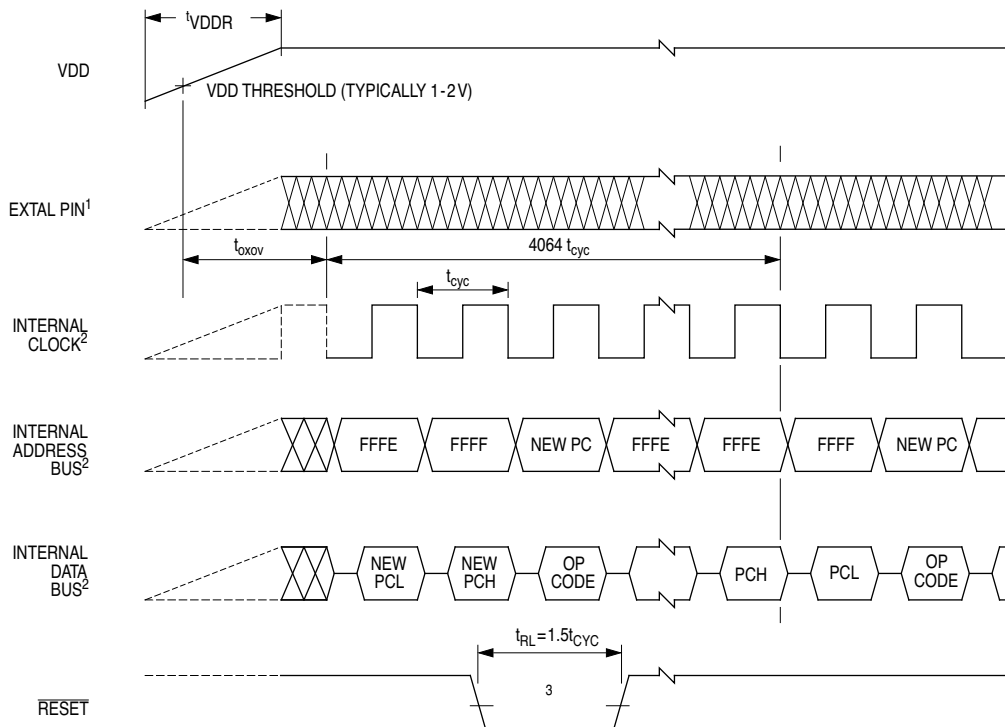 tVDDR
VDD
VDD THRESHOLD (TYPICALLY 1-2V)
EXTAL PIN1
toxov
4064 tcyc
tcyc
INTERNAL
CLOCK2
INTERNAL
ADDRESS
BUS2
FFFE
FFFF
NEW PC
FFFE
FFFE
FFFF
NEW PC
INTERNAL
DATA
BUS2
NEW
PCL
NEW
PCH
OP
CODE
PCH
PCL
OP
CODE
tRL=1.5tCYC
RESET
3